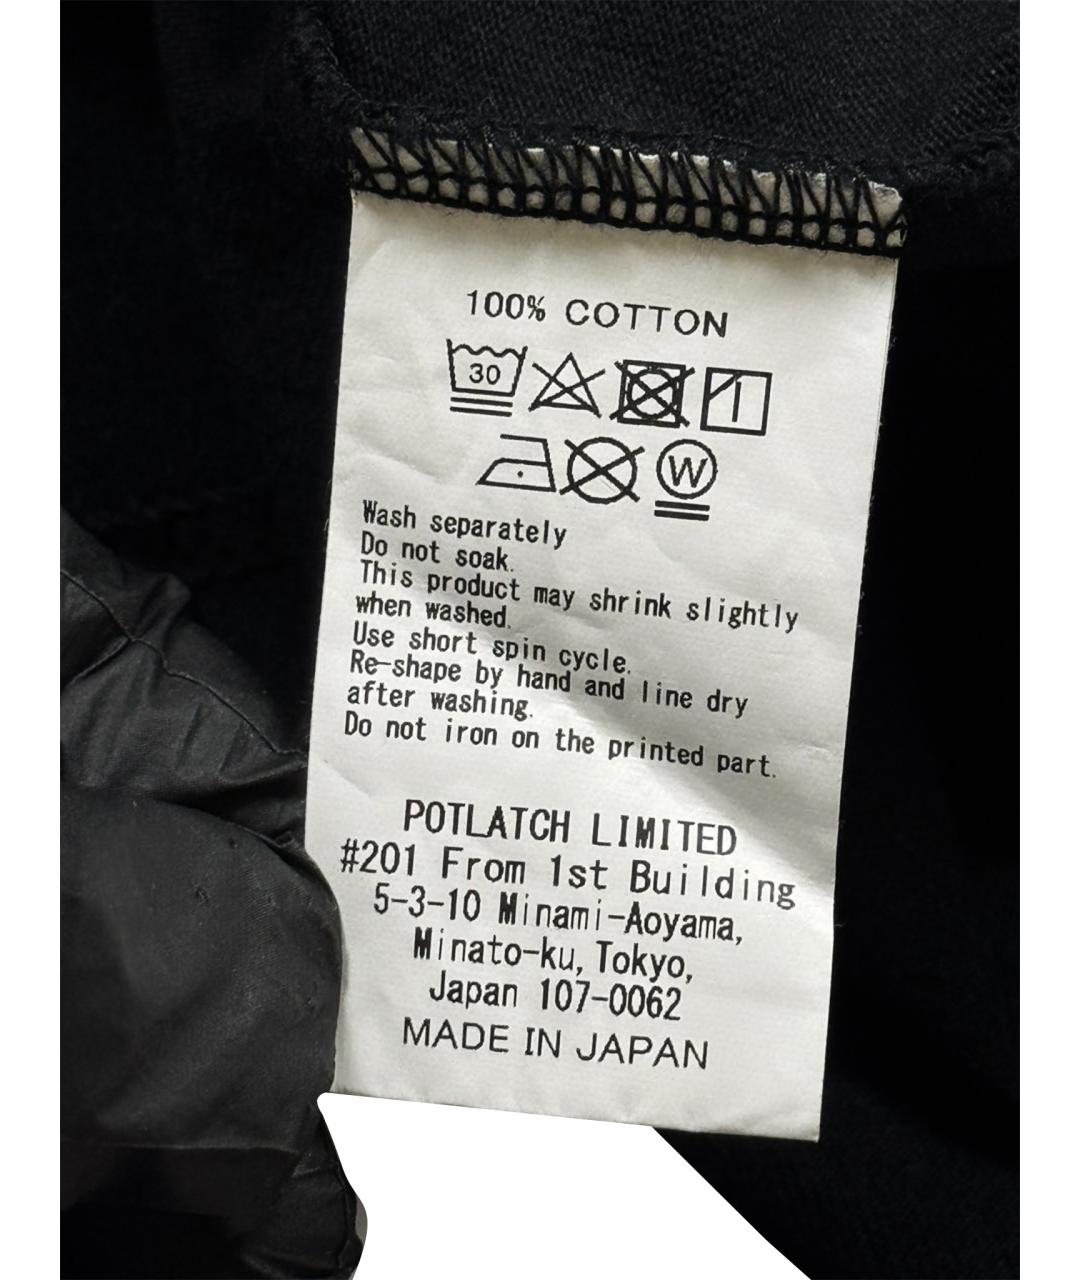 100% COTTON
30
W
Wash separately
Do not soak.
This product may shrink slightly
when washed.
Use short spin cycle.
Re-shape by hand and line dry
after washing.
Do not iron on the printed part.
POTLATCH LIMITED
#201 From 1st Building
5-3-10 Minami-Aoyama,
Minato-ku, Tokyo,
Japan 107-0062
MADE IN JAPAN